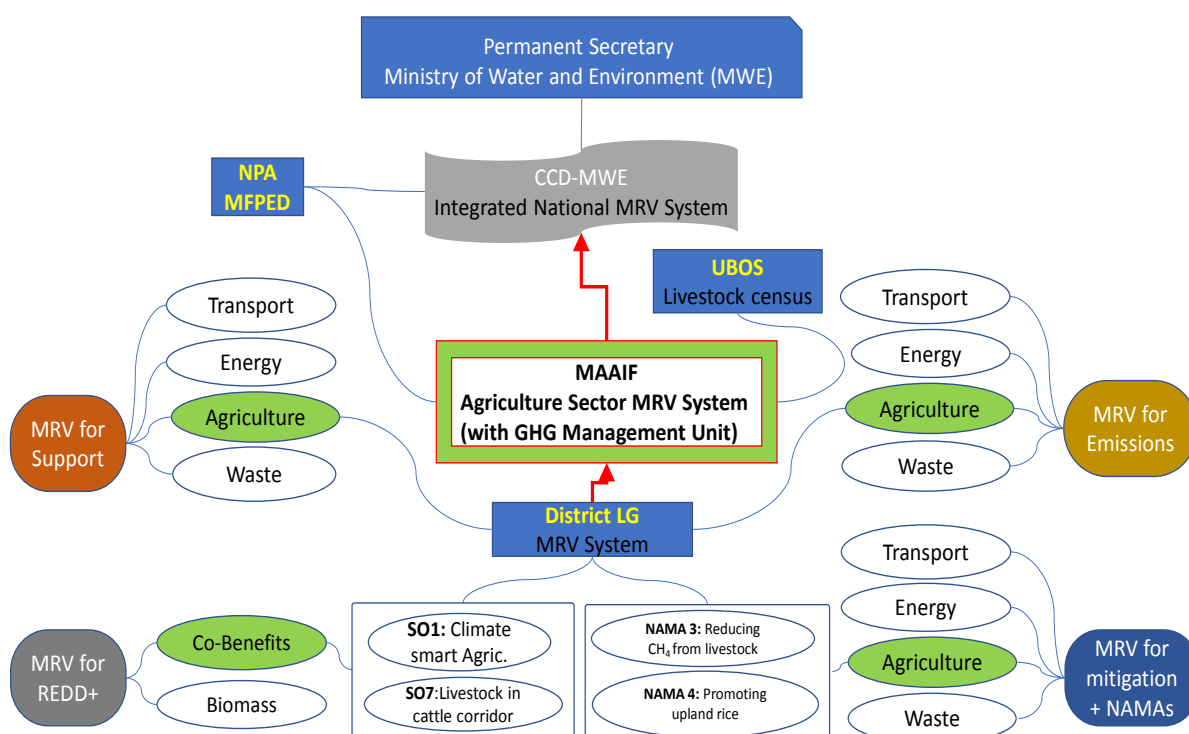 Permanent Secretary
Ministry of Water and Environment (MWE)
CCD-MWE
Integrated National MRV System
NPA
MFPED
UBOS
Livestock census
Transport
Energy
Agriculture
Waste
MRV for
Support
MAAIF
Agriculture Sector MRV System
(with GHG Management Unit)
Transport
Energy
Agriculture
Waste
MRV for
Emissions
District LG
MRV System
MRV for
REDD+
Co-Benefits
Biomass
SO1: Climate
smart Agric.
SO7:Livestock in
cattle corridor
NAMA 3: Reducing
CH₄ from livestock
NAMA 4: Promoting
upland rice
Transport
Energy
Agriculture
Waste
MRV for
mitigation
+ NAMAs